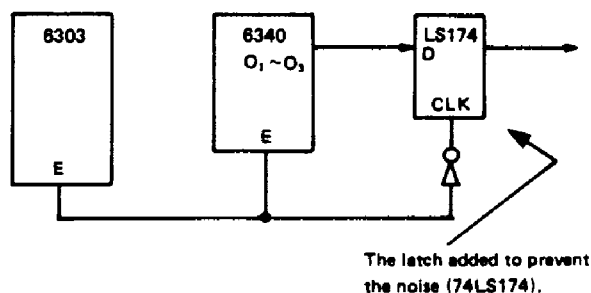 6303
E
6340
O₁ ~ O₃
E
LS174
D
CLK
The latch added to prevent
the noise (74LS174).